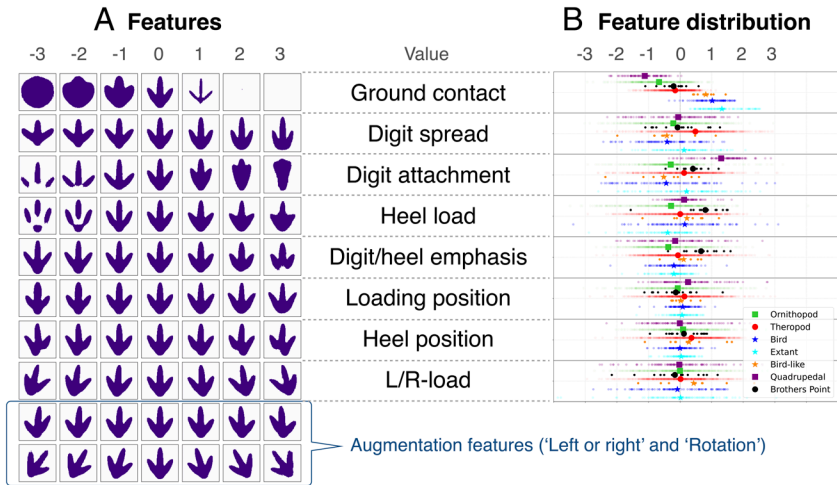 A Features
B Feature distribution
-3 -2 -1 0 1 2 3
Value
-3 -2 -1 0 1 2 3
Ground contact
Digit spread
Digit attachment
Heel load
Digit/heel emphasis
Loading position
Heel position
L/R-load
Ornithopod
Theropod
Bird
Extant
Bird-like
Quadrupedal
Brothers Point
Augmentation features (‘Left or right’ and ‘Rotation’)